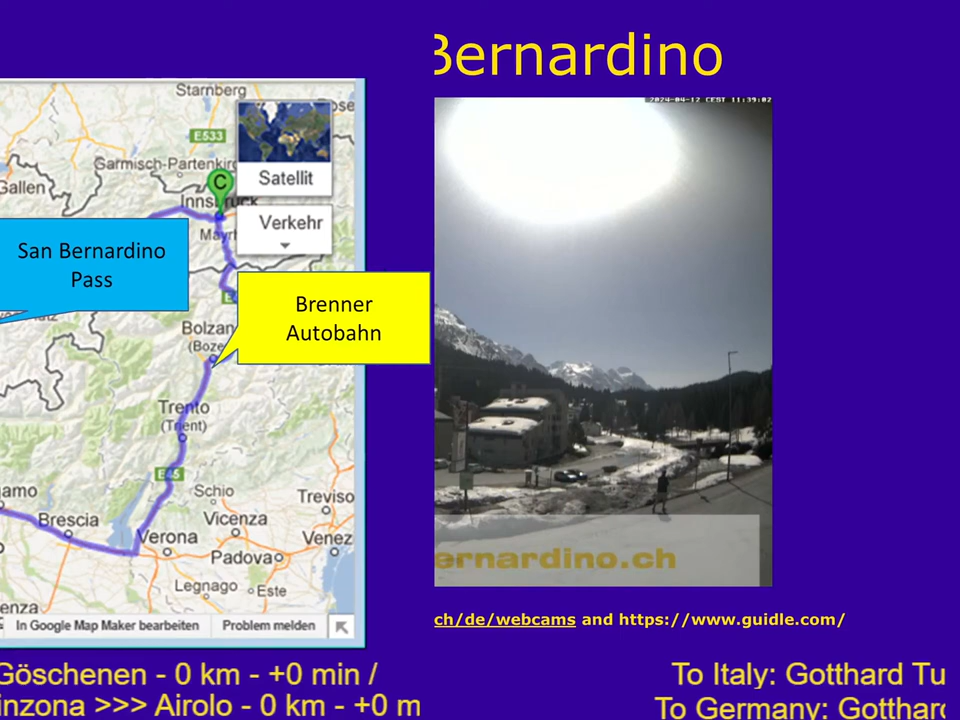 Bernardino
2024-04-12 CEST 11:39:02
Starnberg
E533
Garmisch-Partenkirc
Gallen
Satellit
Innsbruck
Verkehr
San Bernardino
Pass
Brenner
Autobahn
Bolzan
(Boze
Trento
(Trient)
E45
Schio
Treviso
amo
Brescia
Vicenza
Verona
Venez
Padova
Legnago
Este
enza
In Google Map Maker bearbeiten
Problem melden
ernardino.ch
ch/de/webcams and https://www.guidle.com/
Göschenen - 0 km - +0 min /
inzona >>> Airolo - 0 km - +0 m
To Italy: Gotthard Tu
To Germany: Gotthard